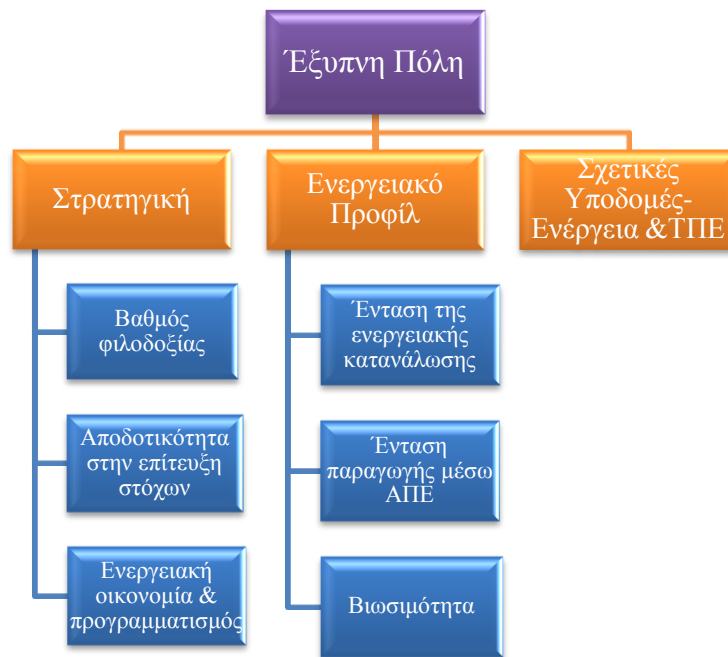 Έξυπνη Πόλη
Στρατηγική
Ενεργειακό
Προφίλ
Σχετικές
Υποδομές-
Ενέργεια &ΤΠΕ
Βαθμός
φιλοδοξίας
Αποδοτικότητα
στην επίτευξη
στόχων
Ενεργειακή
οικονομία &
προγραμματισμός
Ένταση της
ενεργειακής
κατανάλωσης
Ένταση
παραγωγής μέσω
ΑΠΕ
Βιωσιμότητα